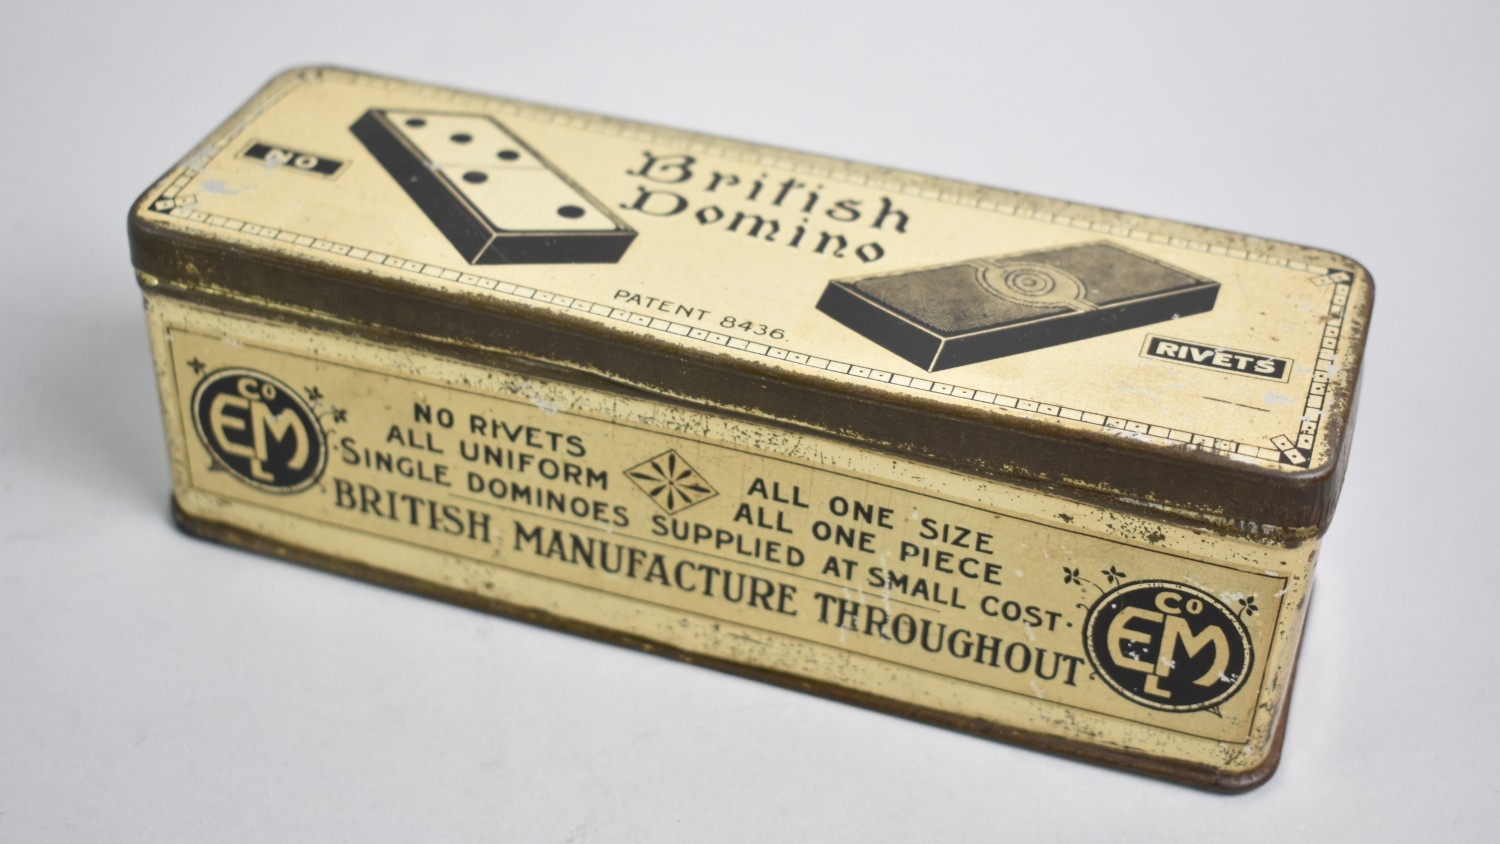 NO
British
Domino
PATENT 8436.
RIVETS
Co
EM
L
NO RIVETS
ALL UNIFORM
ALL ONE SIZE
ALL ONE PIECE
SINGLE DOMINOES SUPPLIED AT SMALL COST.
BRITISH MANUFACTURE THROUGHOUT
Co
EM
L